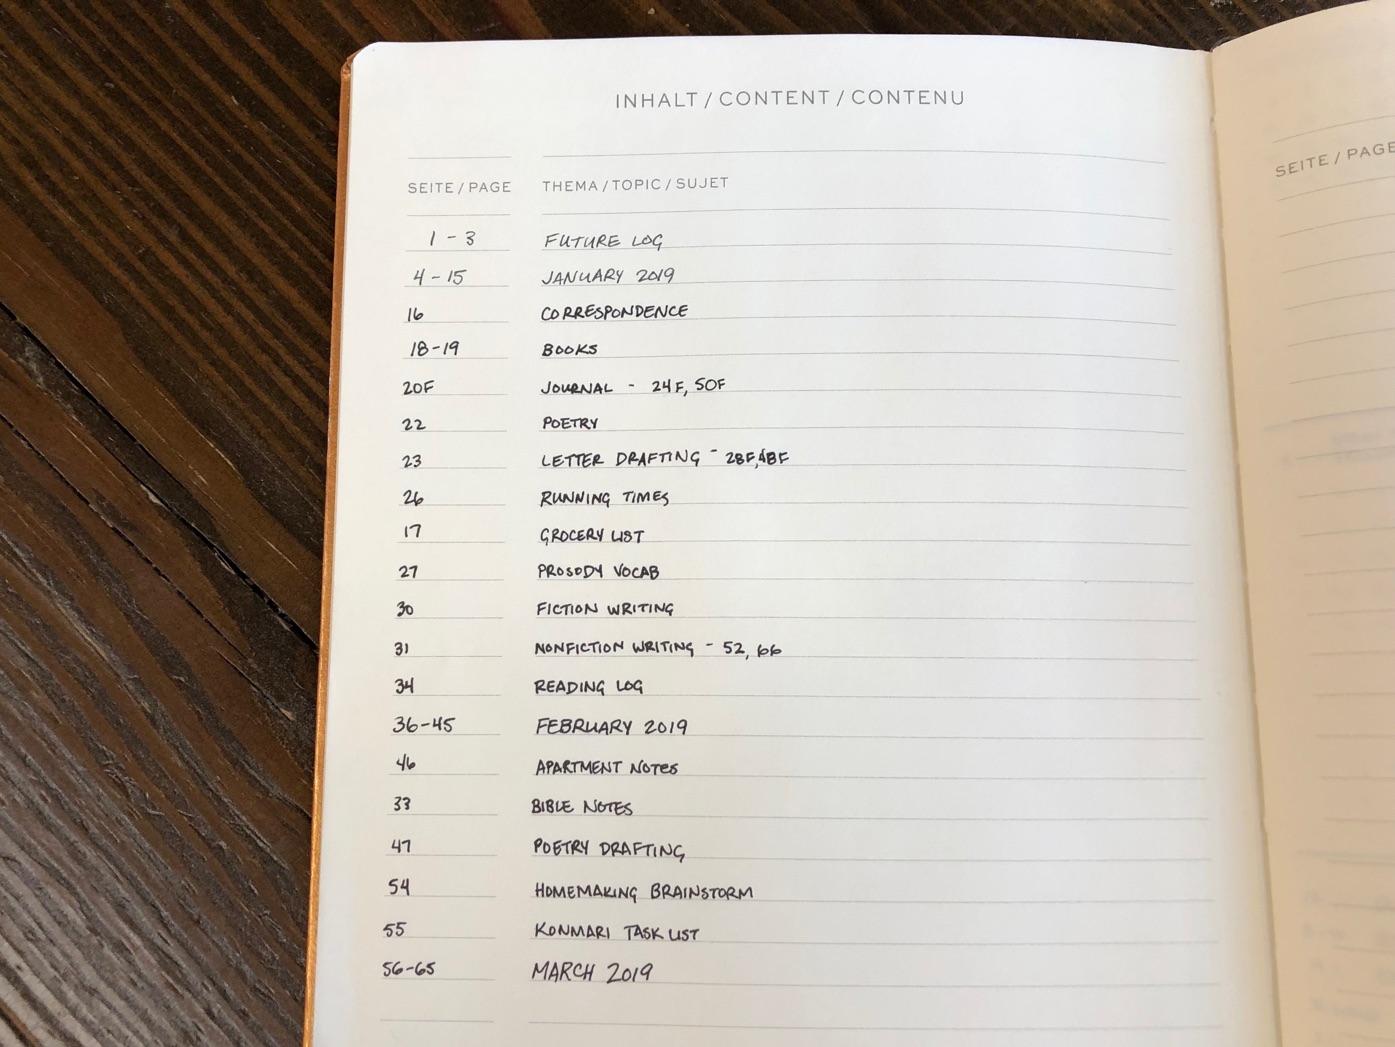 INHALT / CONTENT / CONTENU
SEITE / PAGE THEMA / TOPIC / SUJET
1 - 3 FUTURE LOG
4 - 15 JANUARY 2019
16 CORRESPONDENCE
18-19 BOOKS
20F JOURNAL - 24F, 50F
22 POETRY
23 LETTER DRAFTING - 28F, 48F
26 RUNNING TIMES
17 GROCERY LIST
27 PROSODY VOCAB
30 FICTION WRITING
31 NONFICTION WRITING - 52, 66
34 READING LOG
36-45 FEBRUARY 2019
46 APARTMENT NOTES
33 BIBLE NOTES
47 POETRY DRAFTING
54 HOMEMAKING BRAINSTORM
55 KONMARI TASK LIST
56-65 MARCH 2019
SEITE / PAGE